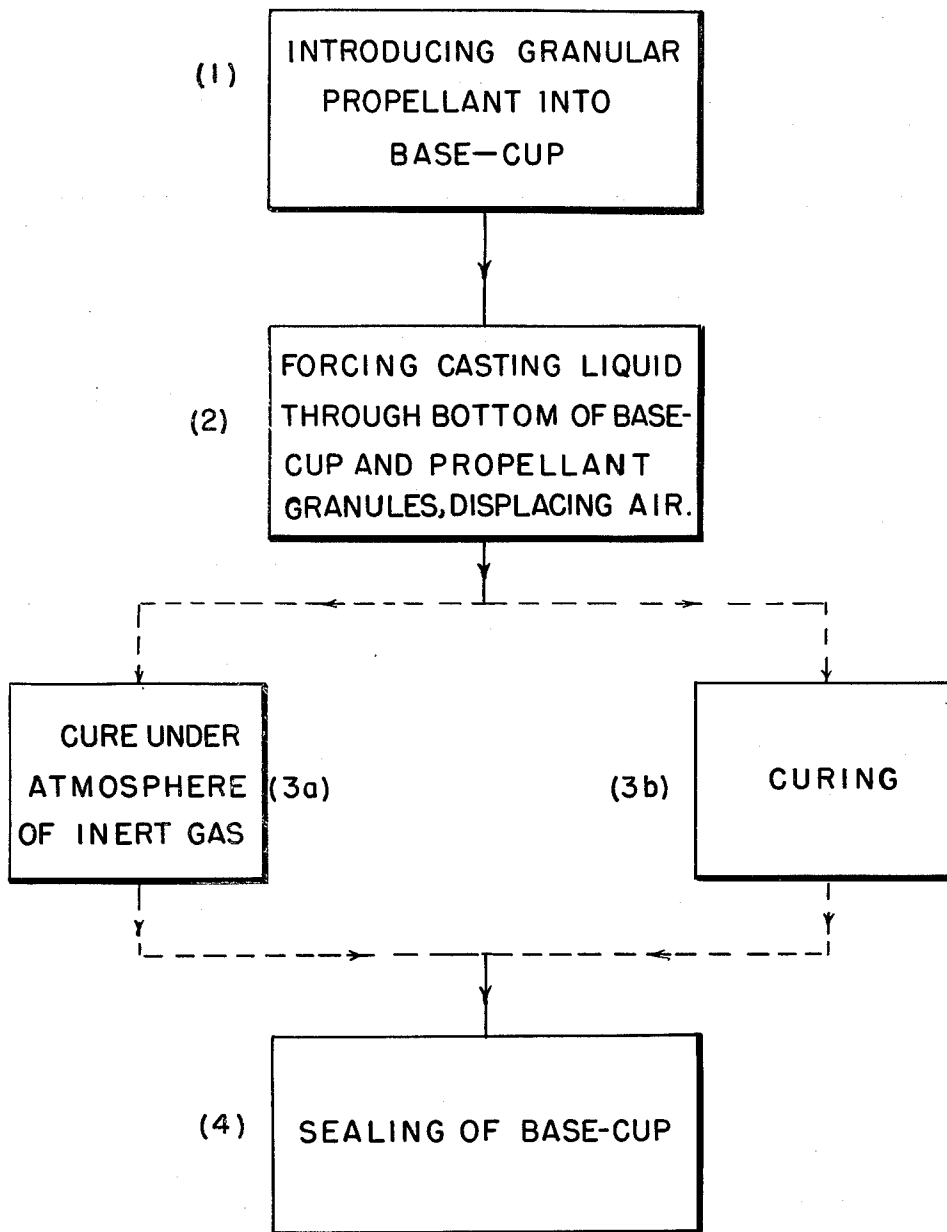 (1)
INTRODUCING GRANULAR
PROPELLANT INTO
BASE-CUP
(2)
FORCING CASTING LIQUID
THROUGH BOTTOM OF BASE-
CUP AND PROPELLANT
GRANULES, DISPLACING AIR.
CURE UNDER
ATMOSPHERE
OF INERT GAS
(3a)
(3b)
CURING
(4)
SEALING OF BASE-CUP